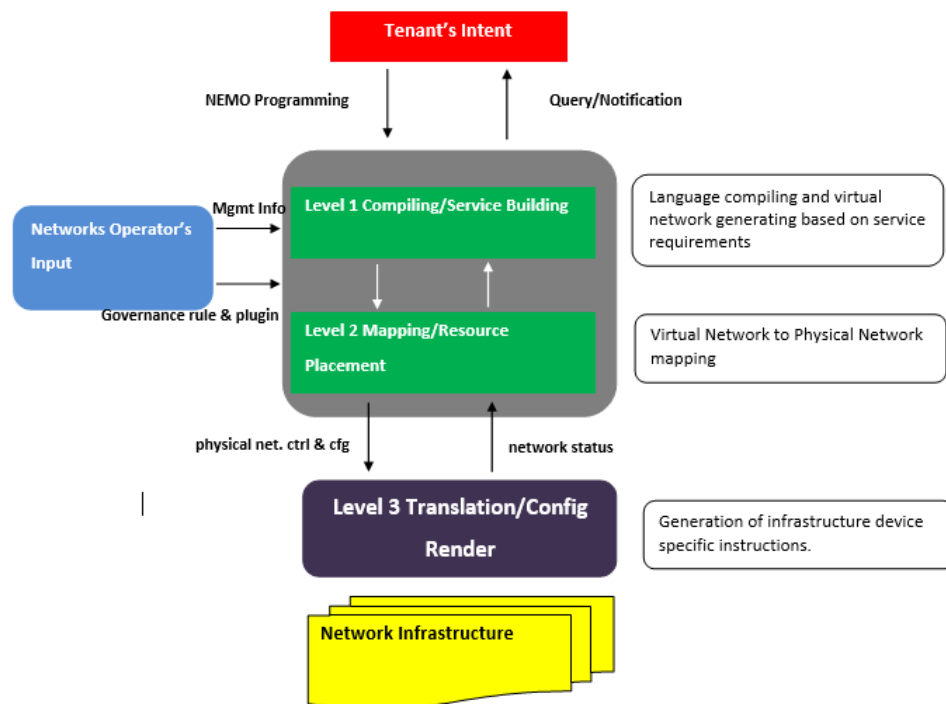 Tenant's Intent
NEMO Programming
Query/Notification
Mgmt Info
Level 1 Compiling/Service Building
Language compiling and virtual
network generating based on service
requirements
Networks Operator's
Input
Governance rule & plugin
Level 2 Mapping/Resource
Placement
Virtual Network to Physical Network
mapping
physical net. ctrl & cfg
network status
Level 3 Translation/Config
Render
Generation of infrastructure device
specific instructions.
Network Infrastructure